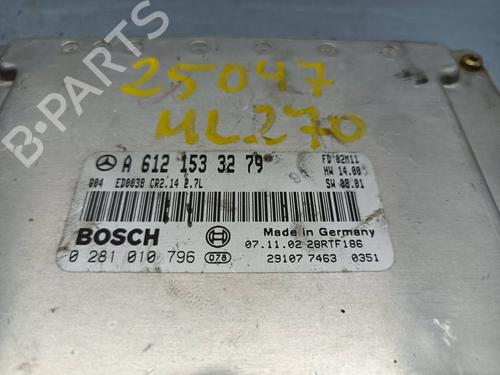 25047
ML270
B-PARTS
A 612 153 32 79
FD 02M11
HW 14.00
004 ED0038 CR2.14 2.7L
SW 08.01
BOSCH
Made in Germany
07.11.02 28RTF186
0 281 010 796 078
29107 7463 0351